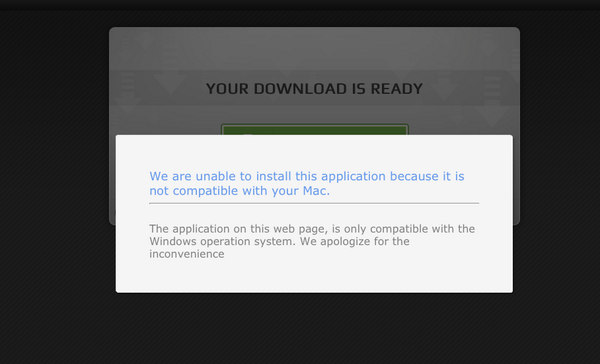 YOUR DOWNLOAD IS READY
We are unable to install this application because it is
not compatible with your Mac.
The application on this web page, is only compatible with the
Windows operation system. We apologize for the
inconvenience